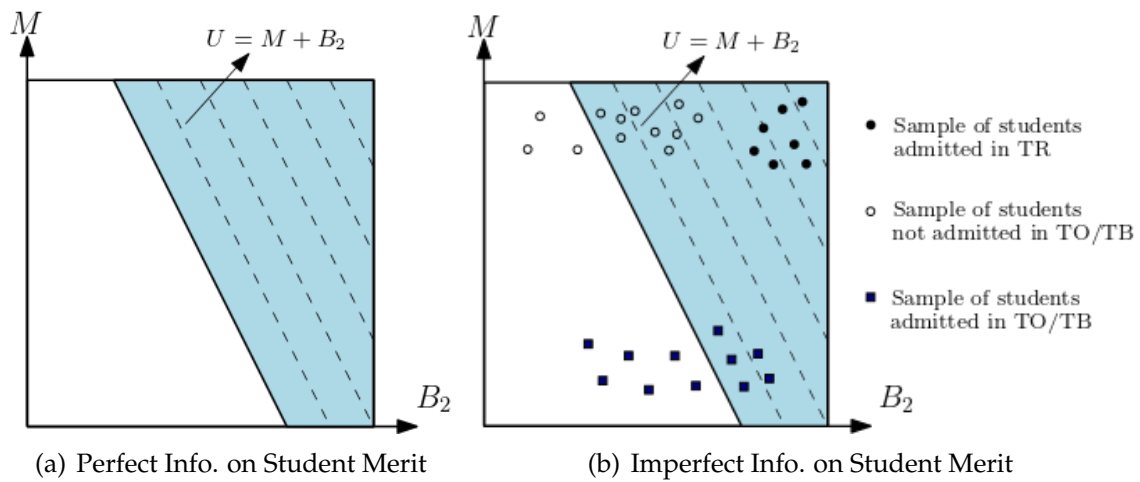 M
U = M + B₂
B₂
(a) Perfect Info. on Student Merit
M
U = M + B₂
B₂
Sample of students
admitted in TR
Sample of students
not admitted in TO/TB
Sample of students
admitted in TO/TB
(b) Imperfect Info. on Student Merit